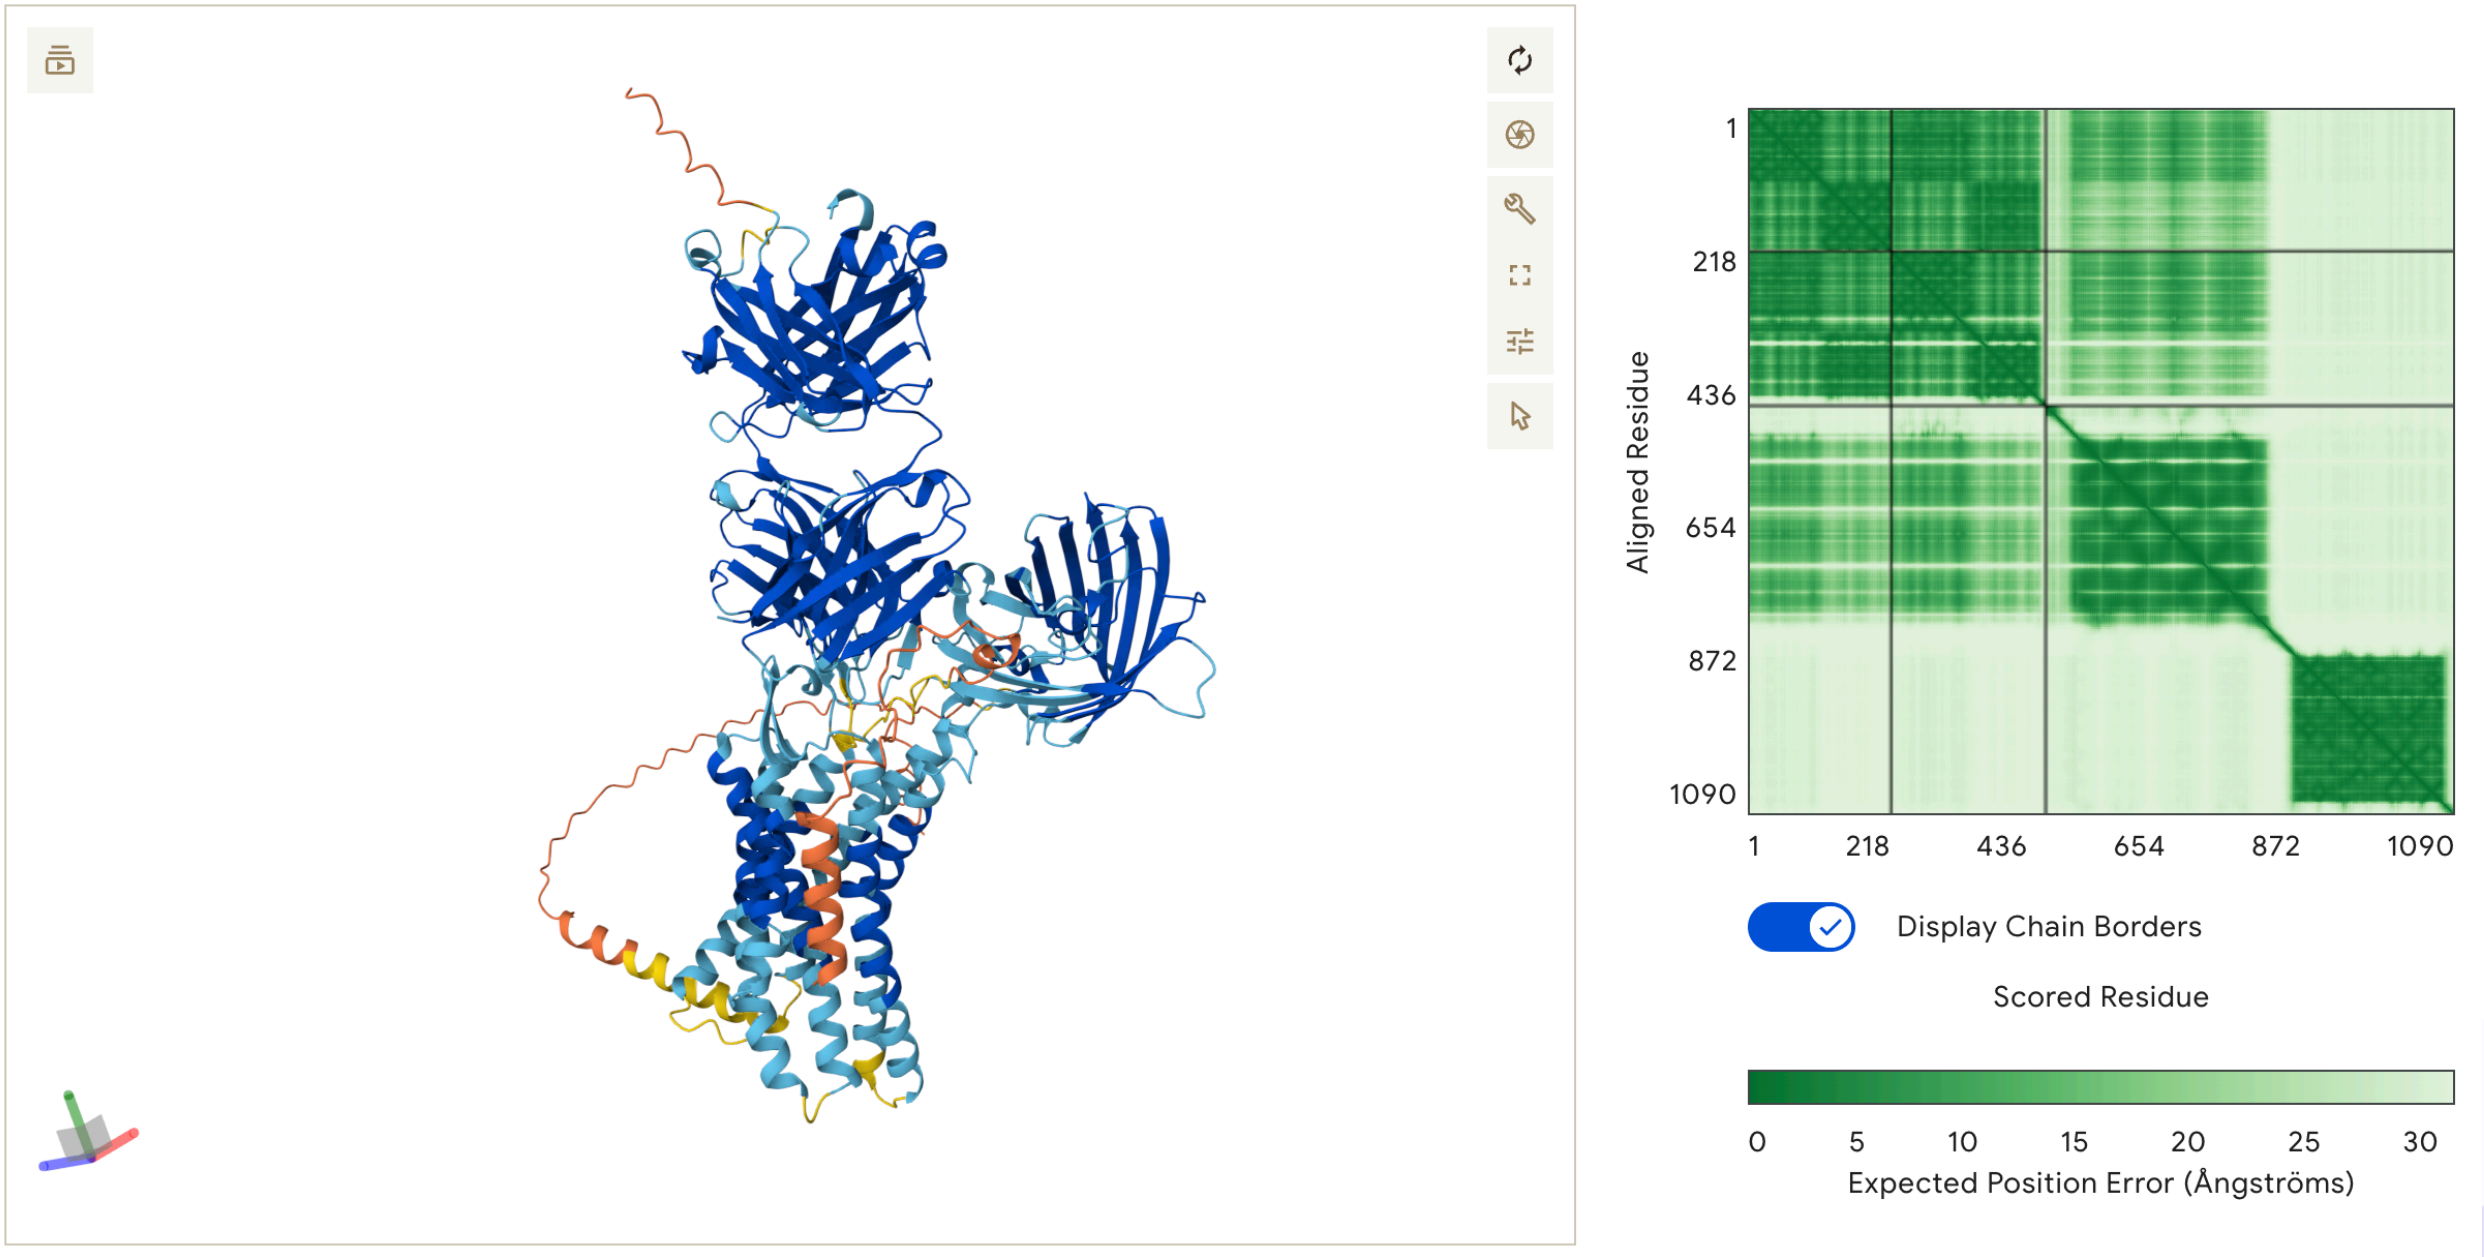 Aligned Residue
1
218
436
654
872
1090
1 218 436 654 872 1090
Display Chain Borders
Scored Residue
0 5 10 15 20 25 30
Expected Position Error (Ångströms)